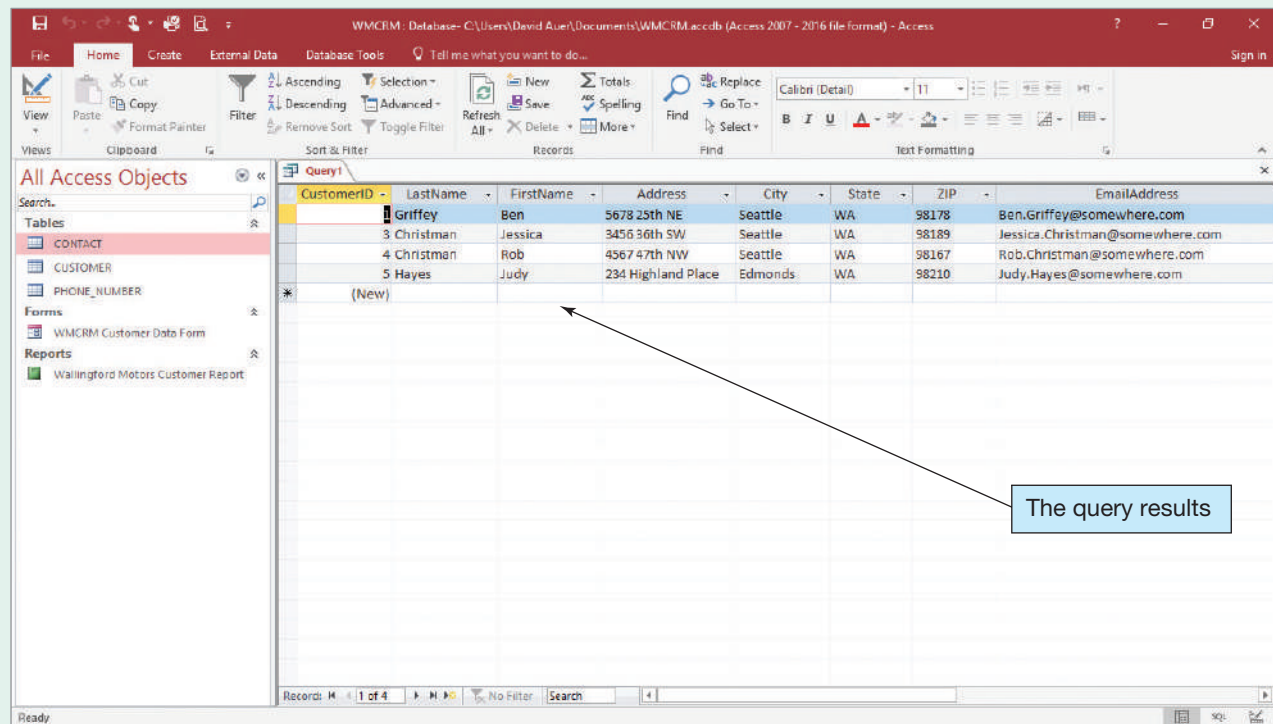 WMCRM : Database- C:\Users\David Auer\Documents\WMCRM.accdb (Access 2007 - 2016 file format) - Access
?
File Home Create External Data Database Tools Tell me what you want to do... Sign in
View
Paste
Cut
Copy
Format Painter
Filter
Ascending
Descending
Remove Sort
Selection
Advanced
Toggle Filter
Refresh All
New
Save
Delete
Totals
Spelling
More
Find
Replace
Go To
Select
Calibri (Detail) 11
B I U A
Views Clipboard Sort & Filter Records Find Text Formatting
All Access Objects
Search..
Tables
CONTACT
CUSTOMER
PHONE_NUMBER
Forms
WMCRM Customer Data Form
Reports
Wallingford Motors Customer Report
Query1
CustomerID LastName FirstName Address City State ZIP EmailAddress
1 Griffey Ben 5678 25th NE Seattle WA 98178 Ben.Griffey@somewhere.com
3 Christman Jessica 3456 36th SW Seattle WA 98189 Jessica.Christman@somewhere.com
4 Christman Rob 4567 47th NW Seattle WA 98167 Rob.Christman@somewhere.com
5 Hayes Judy 234 Highland Place Edmonds WA 98210 Judy.Hayes@somewhere.com
* (New)
The query results
Record: 1 of 4 No Filter Search
Ready SQL